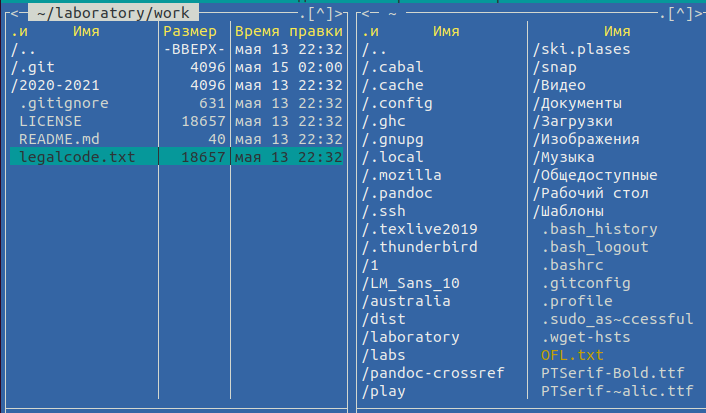 <─ ~/laboratory/work ─.[^]>
.и Имя Размер Время правки
/.. -ВВЕРХ- мая 13 22:32
/.git 4096 мая 15 02:00
/2020-2021 4096 мая 13 22:32
.gitignore 631 мая 13 22:32
LICENSE 18657 мая 13 22:32
README.md 40 мая 13 22:32
legalcode.txt 18657 мая 13 22:32
<─ ~ ─.[^]>
.и Имя Имя
/.. /ski.plases
/.cabal /snap
/.cache /Видео
/.config /Документы
/.ghc /Загрузки
/.gnupg /Изображения
/.local /Музыка
/.mozilla /Общедоступные
/.pandoc /Рабочий стол
/.ssh /Шаблоны
/.texlive2019 .bash_history
/.thunderbird .bash_logout
/1 .bashrc
/LM_Sans_10 .gitconfig
/australia .profile
/dist .sudo_as~ccessful
/laboratory .wget-hsts
/labs OFL.txt
/pandoc-crossref PTSerif-Bold.ttf
/play PTSerif-~alic.ttf